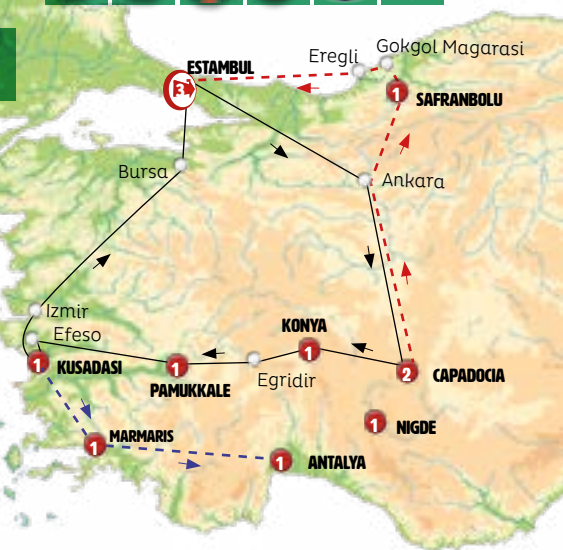 ESTAMBUL
Eregli
Gokgol Magarasi
3
1
SAFRANBOLU
Bursa
Ankara
Izmir
Efeso
KONYA
1
1
KUSADASI
1
PAMUKKALE
Egridir
2
CAPADOCIA
1
NIGDE
MARMARIS
1
1
ANTALYA